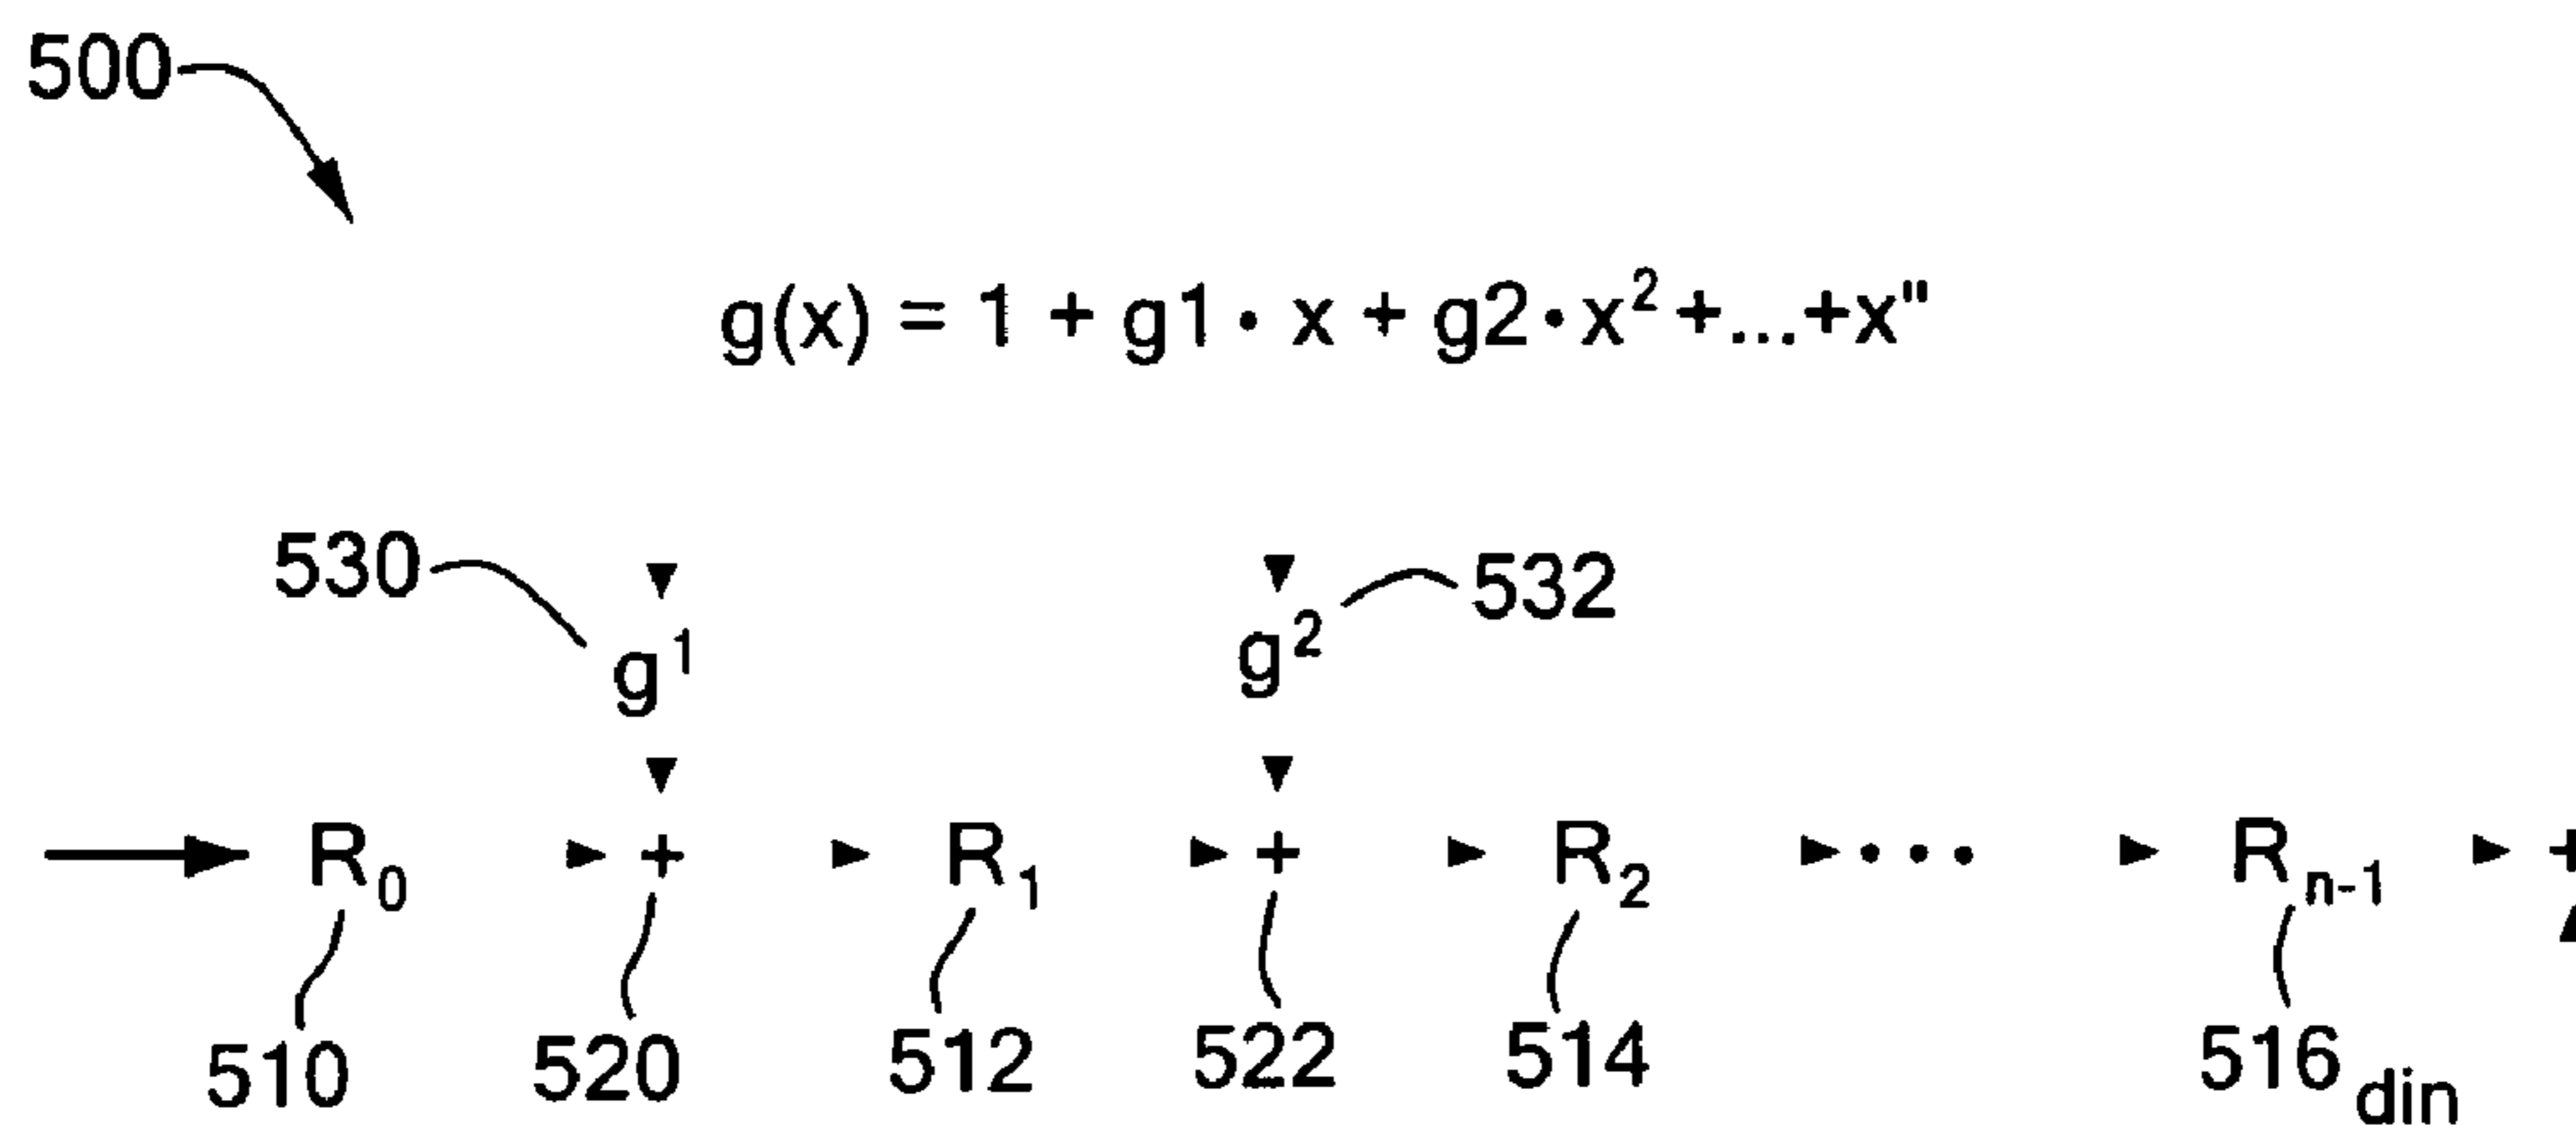 500
g(x) = 1 + g1 · x + g2 · x² +...+x"
530 532
g¹ g²
R₀ + R₁ + R₂ ... Rₙ₋₁ +
510 520 512 522 514 516
din